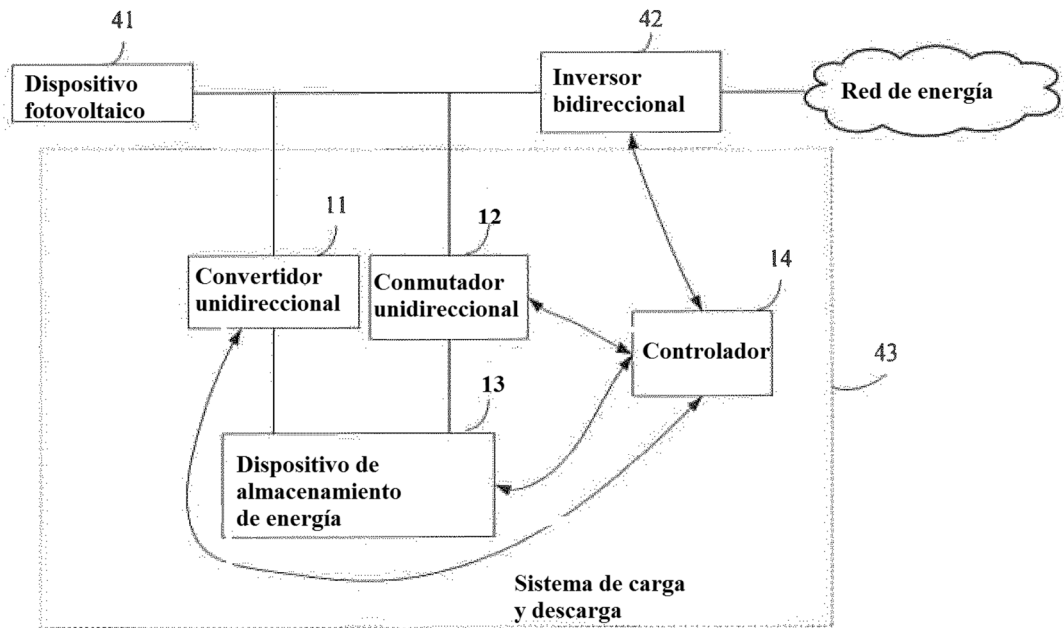 41
42
Dispositivo
fotovoltaico
Inversor
bidireccional
Red de energía
11
12
14
Convertidor
unidireccional
Conmutador
unidireccional
Controlador
43
13
Dispositivo de
almacenamiento
de energía
Sistema de carga
y descarga